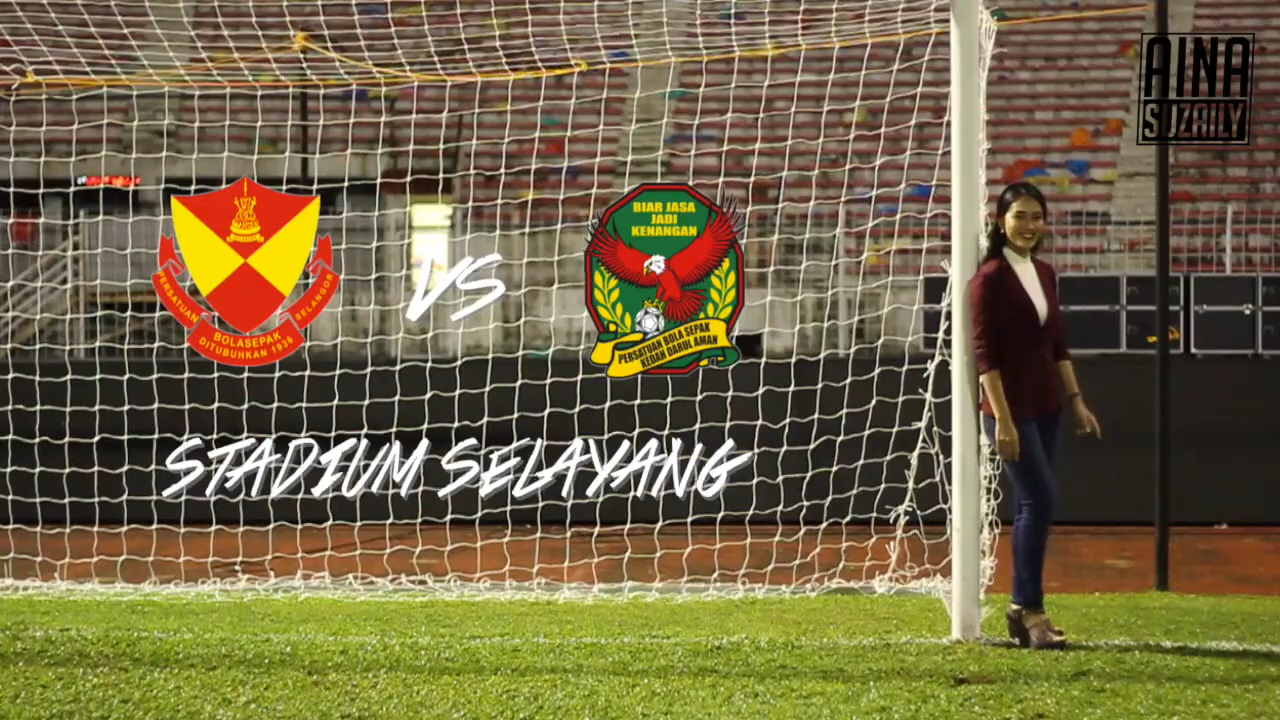 AINA
SUZAILY
PERSATUAN
BOLASEPAK
SELANGOR
DITUBUHKAN 1936
VS
BIAR JASA
JADI
KENANGAN
PERSATUAN BOLA SEPAK
KEDAH DARUL AMAN
STADIUM SELAYANG